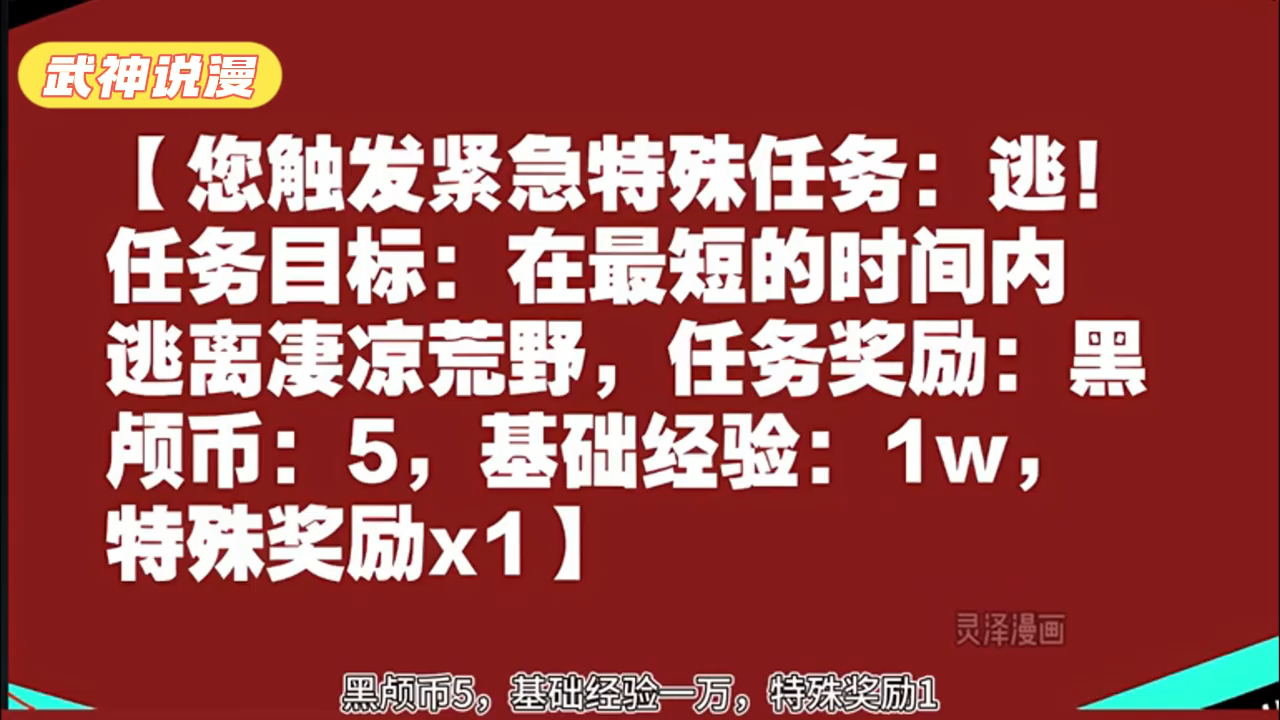 武神说漫
【您触发紧急特殊任务：逃！
任务目标：在最短的时间内
逃离凄凉荒野，任务奖励：黑
颅币：5，基础经验：1w，
特殊奖励x1】
灵泽漫画
黑颅币5，基础经验一万，特殊奖励1